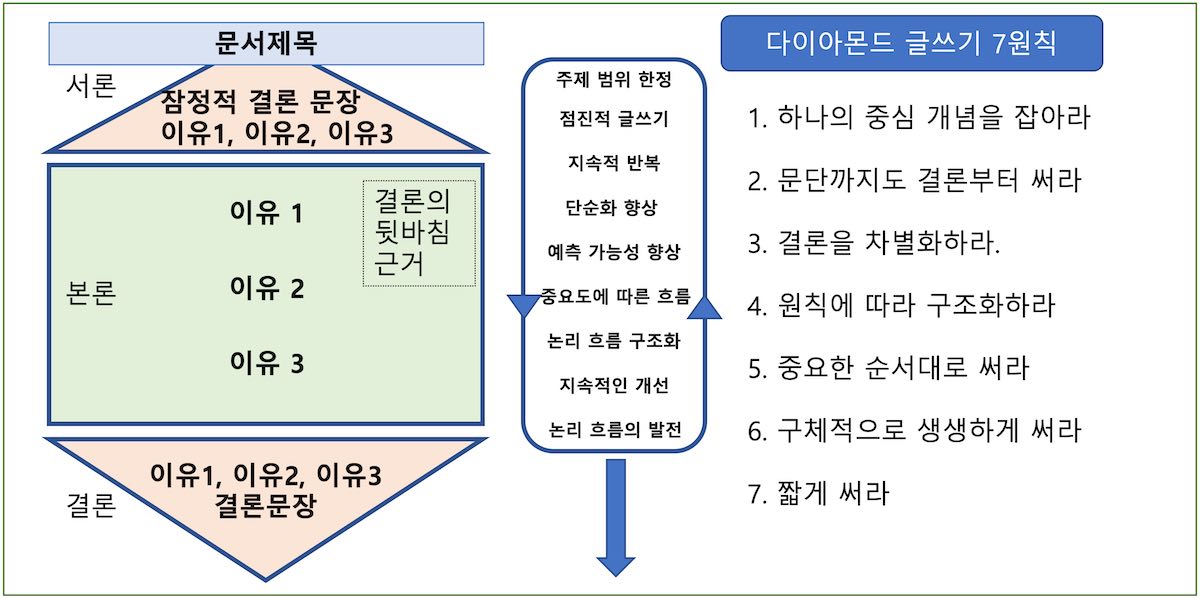 문서제목
서론
잠정적 결론 문장
이유1, 이유2, 이유3
본론
이유 1
이유 2
이유 3
결론의
뒷바침
근거
결론
이유1, 이유2, 이유3
결론문장
주제 범위 한정
점진적 글쓰기
지속적 반복
단순화 향상
예측 가능성 향상
중요도에 따른 흐름
논리 흐름 구조화
지속적인 개선
논리 흐름의 발전
다이아몬드 글쓰기 7원칙
1. 하나의 중심 개념을 잡아라
2. 문단까지도 결론부터 써라
3. 결론을 차별화하라.
4. 원칙에 따라 구조화하라
5. 중요한 순서대로 써라
6. 구체적으로 생생하게 써라
7. 짧게 써라